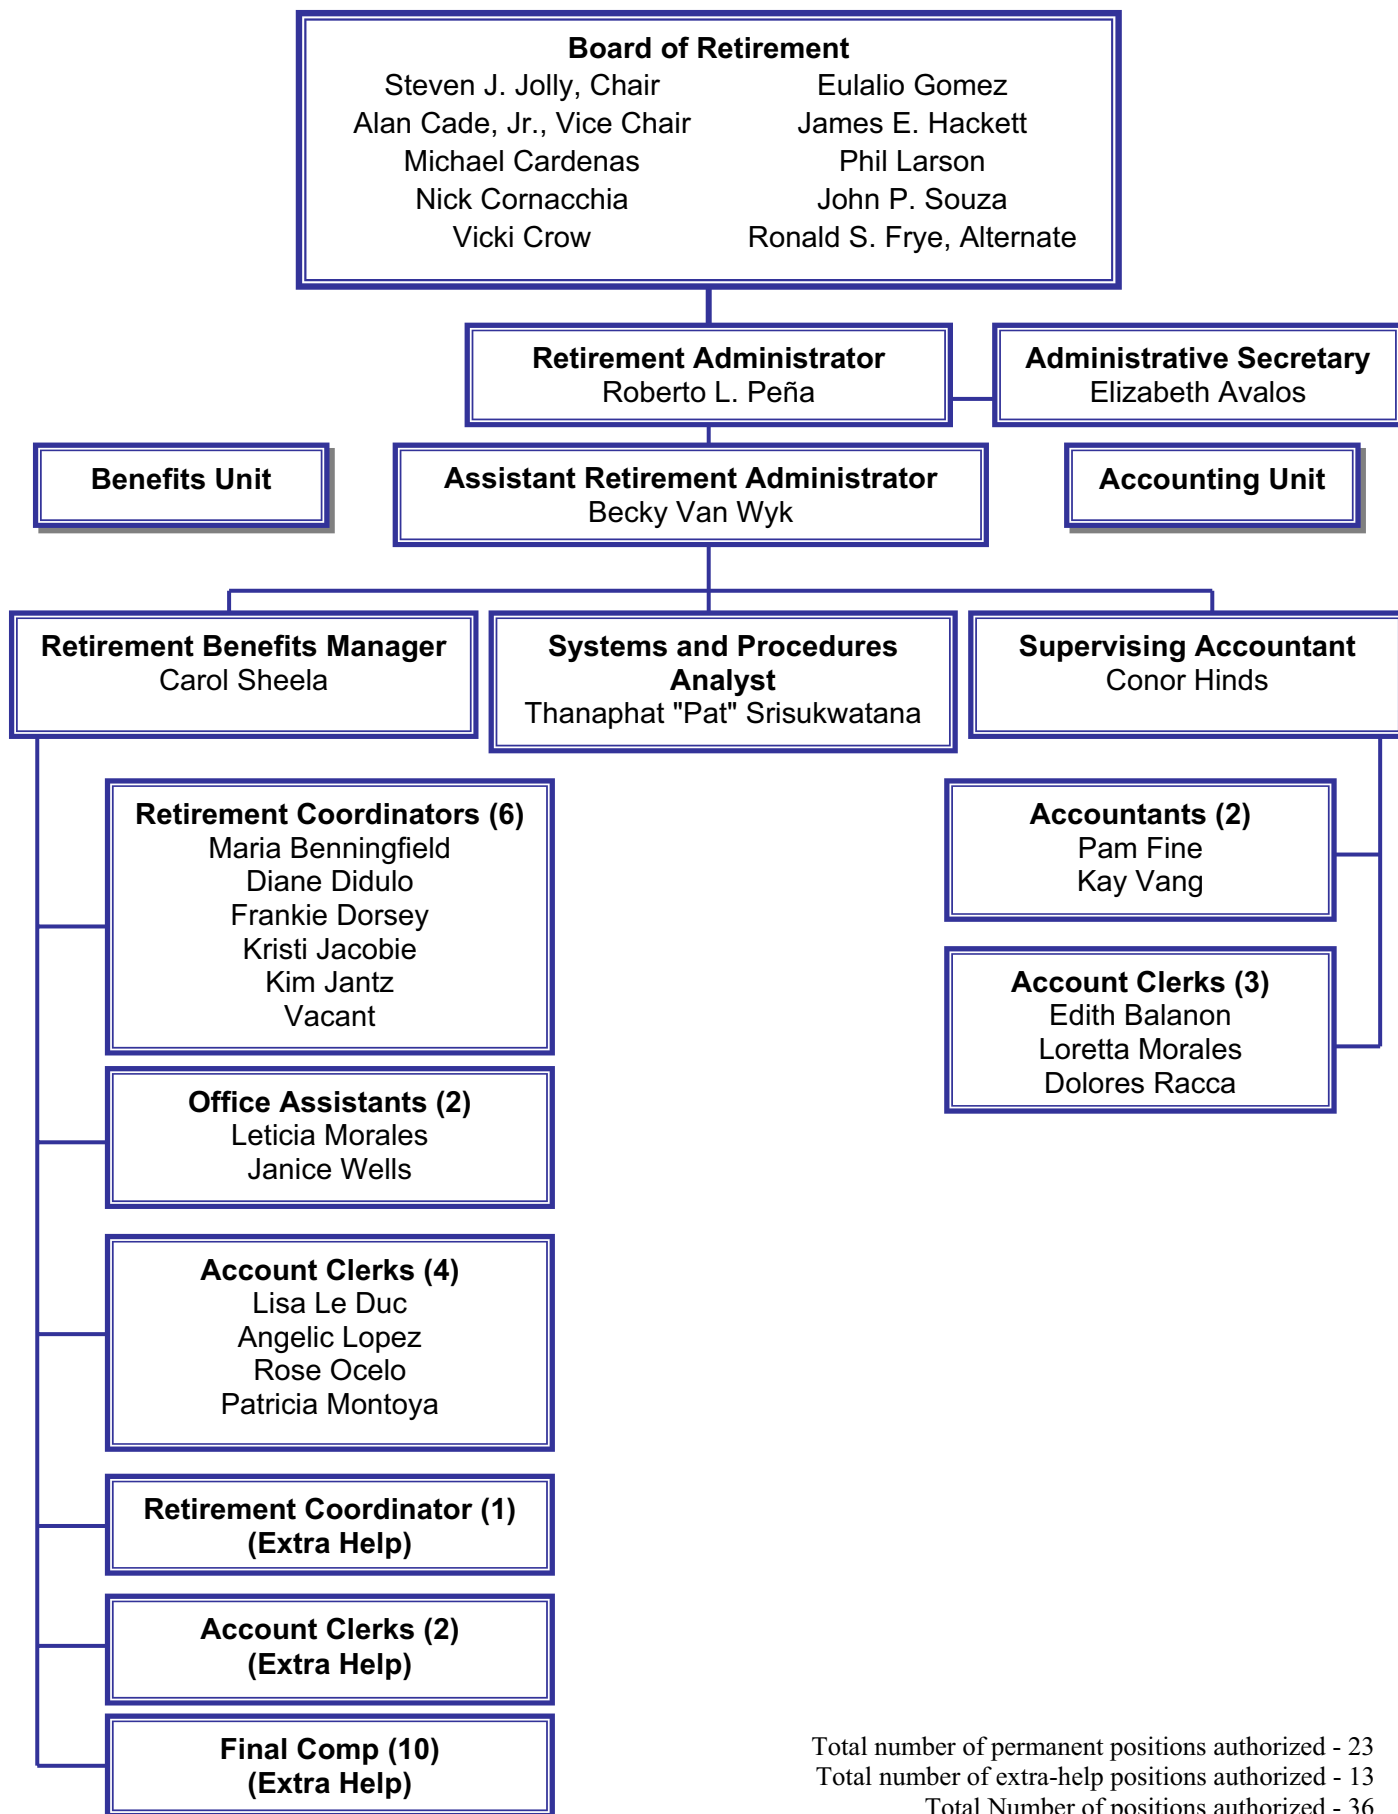 Board of Retirement
Steven J. Jolly, Chair
Alan Cade, Jr., Vice Chair
Michael Cardenas
Nick Cornacchia
Vicki Crow
Eulalio Gomez
James E. Hackett
Phil Larson
John P. Souza
Ronald S. Frye, Alternate
Retirement Administrator
Roberto L. Peña
Administrative Secretary
Elizabeth Avalos
Benefits Unit
Assistant Retirement Administrator
Becky Van Wyk
Accounting Unit
Retirement Benefits Manager
Carol Sheela
Systems and Procedures
Analyst
Thanaphat "Pat" Srisukwatana
Supervising Accountant
Conor Hinds
Retirement Coordinators (6)
Maria Benningfield
Diane Didulo
Frankie Dorsey
Kristi Jacobie
Kim Jantz
Vacant
Office Assistants (2)
Leticia Morales
Janice Wells
Account Clerks (4)
Lisa Le Duc
Angelic Lopez
Rose Ocelo
Patricia Montoya
Retirement Coordinator (1)
(Extra Help)
Account Clerks (2)
(Extra Help)
Final Comp (10)
(Extra Help)
Accountants (2)
Pam Fine
Kay Vang
Account Clerks (3)
Edith Balanon
Loretta Morales
Dolores Racca
Total number of permanent positions authorized - 23
Total number of extra-help positions authorized - 13
Total Number of positions authorized - 36